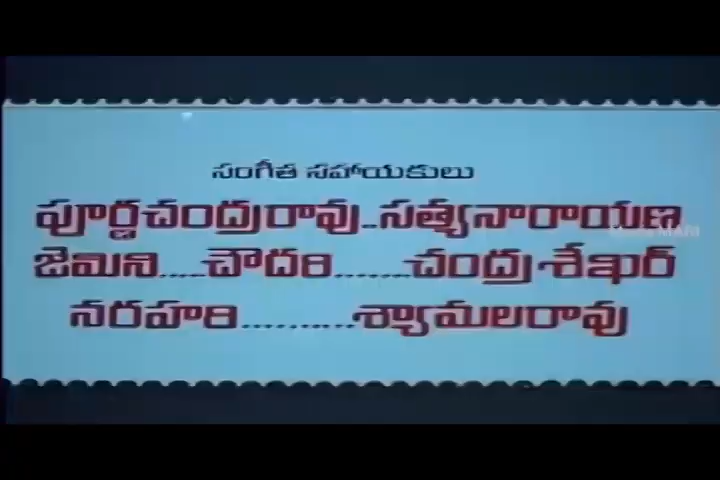 సంగీత సహాయకులు
పూర్ణచంద్రరావు..సత్యనారాయణ
జెమిని.....చౌదరి........చంద్రశేఖర్
నరహరి...........శ్యామలరావు